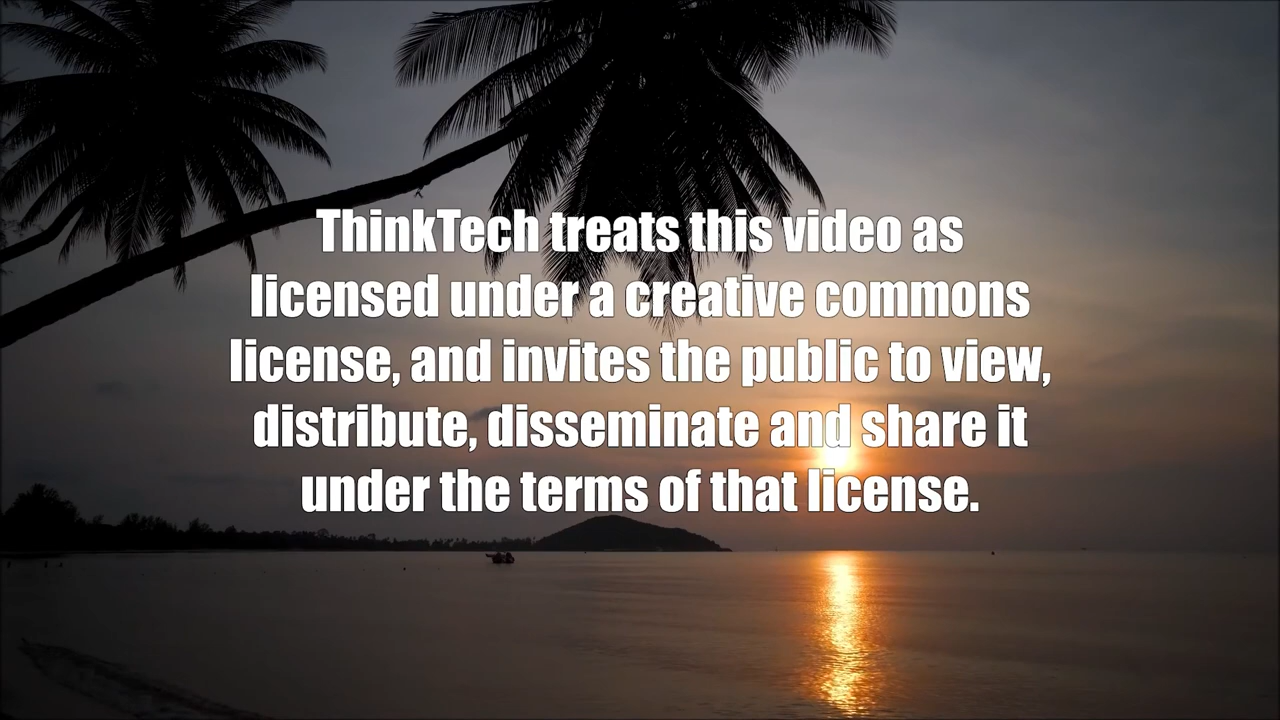 ThinkTech treats this video as
licensed under a creative commons
license, and invites the public to view,
distribute, disseminate and share it
under the terms of that license.